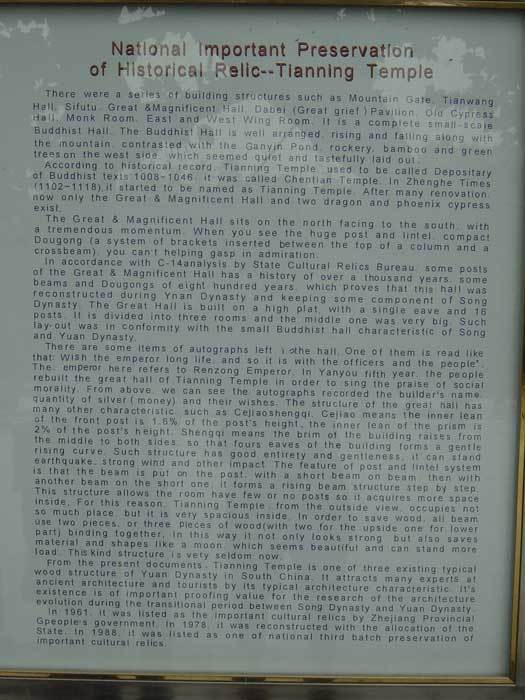 National Important Preservation
of Historical Relic--Tianning Temple
There were a series of building structures such as Mountain Gate, Tianwang
Hall, Sifutu, Great &Magnificent Hall, Dabei (Great grief) Pavilion, Old Cypress
Hall, Monk Room, East and West Wing Room. It is a complete small-scale
Buddhist Hall. The Buddhist Hall is well arranged, rising and falling along with
the mountain, contrasted with the Ganyin Pond, rockery, bamboo and green
trees on the west side, which seemed quiet and tastefully laid out.
According to historical record, Tianning Temple, used to be called Depositary
of Buddhist texts 1008-1046, it was called Chentian Temple. In Zhenghe Times
(1102-1118),it started to be named as Tianning Temple. After many renovation,
now only the Great & Magnificent Hall and two dragon and phoenix cypress
exist.
The Great & Magnificent Hall sits on the north facing to the south, with
a tremendous momentum. When you see the huge post and lintel, compact
Dougong (a system of brackets inserted between the top of a column and a
crossbeam), you can't helping gasp in admiration.
In accordance with C-14analysis by State Cultural Relics Bureau, some posts
of the Great & Magnificent Hall has a history of over a thousand years, some
beams and Dougongs of eight hundred years, which proves that this hall was
reconstructed during Ynan Dynasty and keeping some component of Song
Dynasty. The Great Hall is built on a high plat, with a single eave and 16
posts. It is divided into three rooms and the middle one was very big. Such
lay-out was in conformity with the small Buddhist hall characteristic of Song
and Yuan Dynasty.
There are some items of autographs left in the hall. One of them is read like
that: Wish the emperor long life, and so it is with the officers and the people".
The emperor here refers to Renzong Emperor. In Yanyou fifth year, the people
rebuilt the great hall of Tianning Temple in order to sing the praise of social
morality. From above, we can see the autographs recorded the builder's name,
quantity of silver ( money) and their wishes. The structure of the great hall has
many other characteristic, such as Cejiaoshengqi. Cejiao means the inner lean
of the front post is 1.6% of the post's height, the inner lean of the prism is
2% of the post's height. Shengqi means the brim of the building raises from
the middle to both sides, so that fours eaves of the building forms a gentle
rising curve. Such structure has good entirety and gentleness, it can stand
earthquake, strong wind and other impact. The feature of post and lintel system
is that the beam is put on the post, with a short beam on beam, then with
another beam on the short one, it forms a rising beam structure step by step.
This structure allows the room have few or no posts so it acquires more space
inside. For this reason, Tianning Temple, from the outside view, occupies not
so much place, but it is very spacious inside. In order to save wood, all beam
use two pieces, or three pieces of wood(with two for the upside one for lower
part) binding together, in this way it not only looks strong, but also saves
material and shapes like a moon, which seems beautiful and can stand more
load. This kind structure is very seldom now.
From the present documents, Tianning Temple is one of three existing typical
wood structure of Yuan Dynasty in South China. It attracts many experts of
ancient architecture and tourists by its typical architecture characteristic. It's
existence is of important proofing value for the research of the architecture
evolution during the transitional period between Song Dynasty and Yuan Dynasty.
In 1961, it was listed as the important cultural relics by Zhejiang Provincial
Gpeople's government. In 1978, it was reconstructed with the allocation of the
State. In 1988, it was listed as one of national third batch preservation of
important cultural relics.